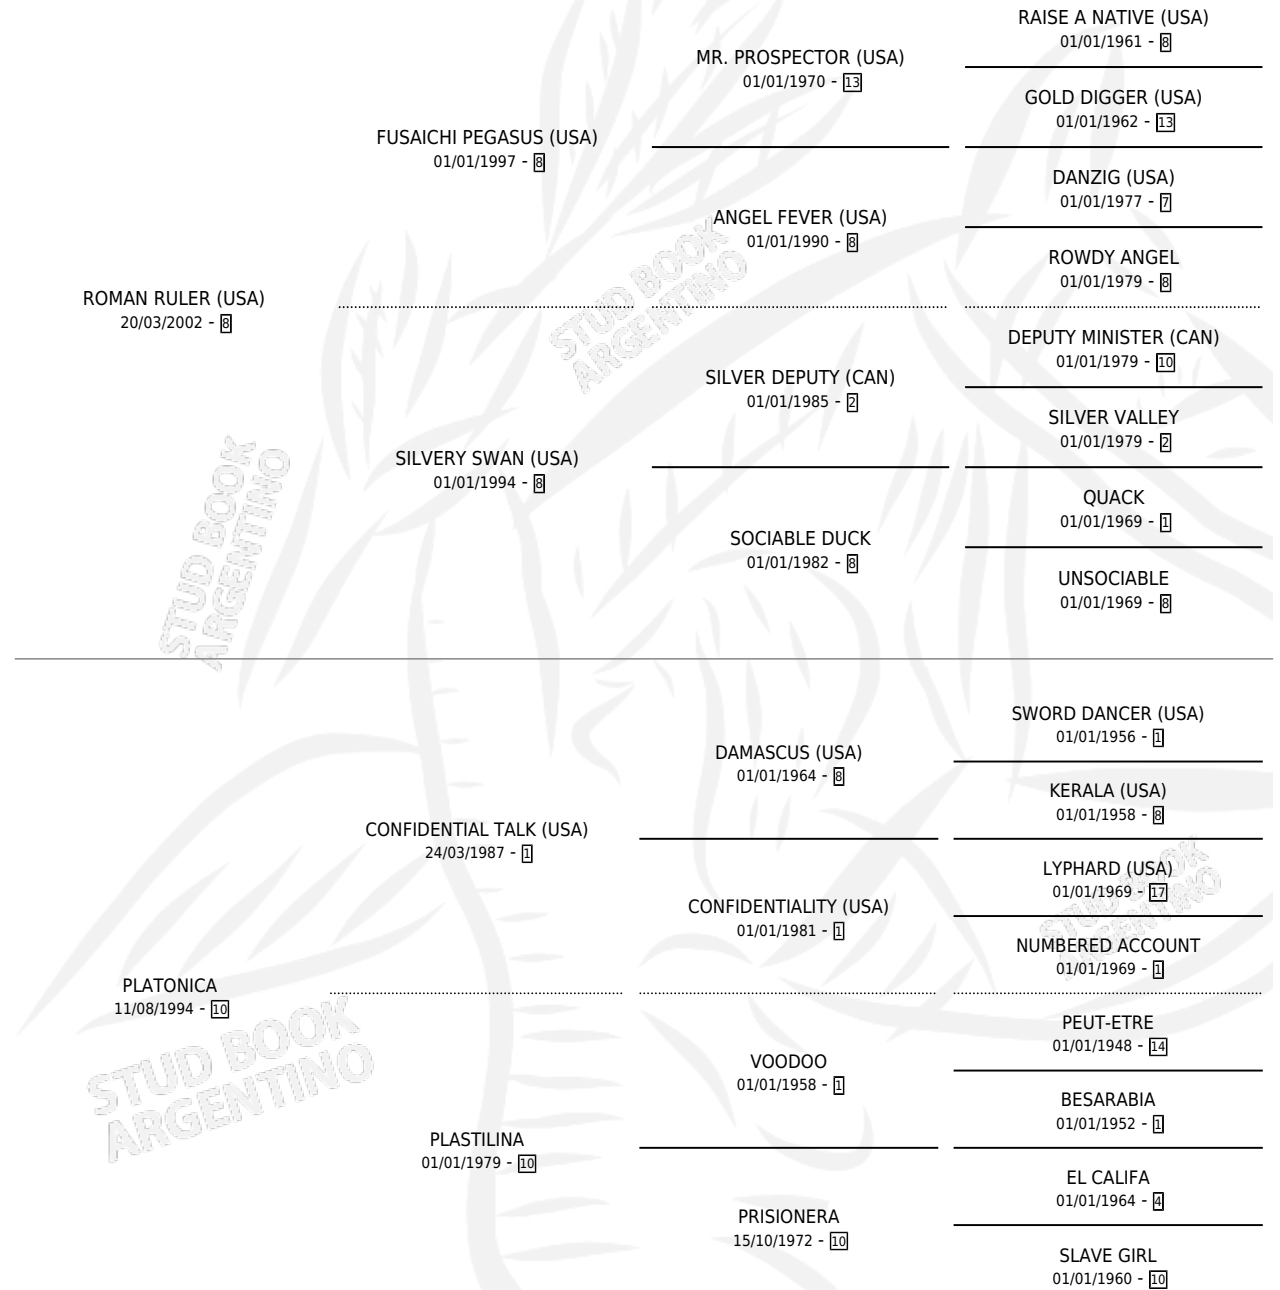 RAISE A NATIVE (USA)
01/01/1961 - 8
MR. PROSPECTOR (USA)
01/01/1970 - 13
GOLD DIGGER (USA)
01/01/1962 - 13
FUSAICHI PEGASUS (USA)
01/01/1997 - 8
DANZIG (USA)
01/01/1977 - 7
ANGEL FEVER (USA)
01/01/1990 - 8
ROWDY ANGEL
01/01/1979 - 8
ROMAN RULER (USA)
20/03/2002 - 8
DEPUTY MINISTER (CAN)
01/01/1979 - 10
SILVER DEPUTY (CAN)
01/01/1985 - 2
SILVER VALLEY
01/01/1979 - 2
SILVERY SWAN (USA)
01/01/1994 - 8
QUACK
01/01/1969 - 1
SOCIABLE DUCK
01/01/1982 - 8
UNSOCIABLE
01/01/1969 - 8
SWORD DANCER (USA)
01/01/1956 - 1
DAMASCUS (USA)
01/01/1964 - 8
KERALA (USA)
01/01/1958 - 8
CONFIDENTIAL TALK (USA)
24/03/1987 - 1
LYPHARD (USA)
01/01/1969 - 17
CONFIDENTIALITY (USA)
01/01/1981 - 1
NUMBERED ACCOUNT
01/01/1969 - 1
PLATONICA
11/08/1994 - 10
PEUT-ETRE
01/01/1948 - 14
VOODOO
01/01/1958 - 1
BESARABIA
01/01/1952 - 1
PLASTILINA
01/01/1979 - 10
EL CALIFA
01/01/1964 - 4
PRISIONERA
15/10/1972 - 10
SLAVE GIRL
01/01/1960 - 10
STUD BOOK
ARGENTINO
STUD BOOK
ARGENTINO
STUD BOOK
ARGENTINO
STUD BOOK
ARGENTINO